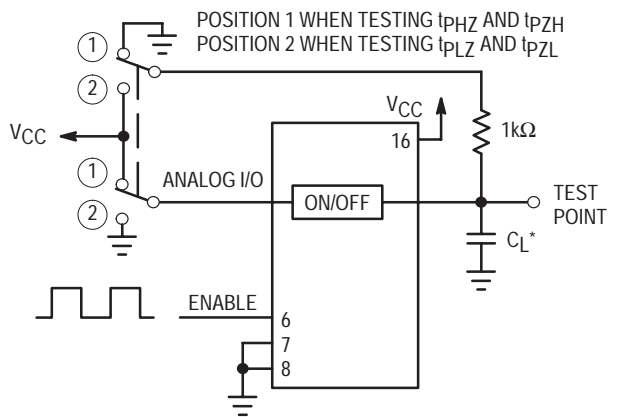 POSITION 1 WHEN TESTING tPHZ AND tPZH
POSITION 2 WHEN TESTING tPLZ AND tPZL
1
2
VCC
VCC
16
1kΩ
1
ANALOG I/O
ON/OFF
TEST
POINT
2
CL*
ENABLE
6
7
8